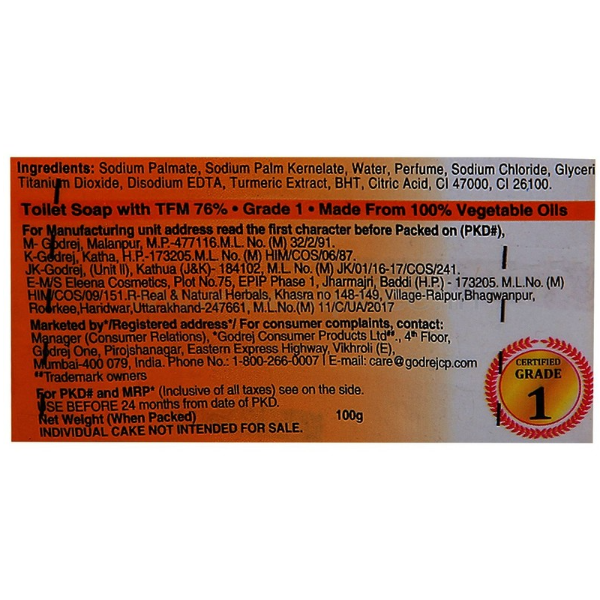 Ingredients: Sodium Palmate, Sodium Palm Kernelate, Water, Perfume, Sodium Chloride, Glyceri
Titanium Dioxide, Disodium EDTA, Turmeric Extract, BHT, Citric Acid, CI 47000, CI 26100.
Toilet Soap with TFM 76% • Grade 1 • Made From 100% Vegetable Oils
For Manufacturing unit address read the first character before Packed on (PKD#),
M- Godrej, Malanpur, M.P.-477116.M.L. No. (M) 32/2/91.
K-Godrej, Katha, H.P.-173205.M.L. No. (M) HIM/COS/06/87.
JK-Godrej, (Unit II), Kathua (J&K)- 184102, M.L. No. (M) JK/01/16-17/COS/241.
E-M/S Eleena Cosmetics, Plot No.75, EPIP Phase 1, Jharmajri, Baddi (H.P.) - 173205. M.L.No. (M)
HIM/COS/09/151.R-Real & Natural Herbals, Khasra no 148-149, Village-Raipur,Bhagwanpur,
Roorkee,Haridwar,Uttarakhand-247661, M.L.No. (M) 11/C/UA/2017
Marketed by*/Registered address*/ For consumer complaints, contact:
Manager (Consumer Relations), *Godrej Consumer Products Ltd##., 4th Floor,
Godrej One, Pirojshanagar, Eastern Express Highway, Vikhroli (E),
Mumbai-400 079, India. Phone No.: 1-800-266-0007 I E-mail: care@godrejcp.com
##Trademark owners
For PKD# and MRP* (Inclusive of all taxes) see on the side.
USE BEFORE 24 months from date of PKD.
Net Weight (When Packed) 100g
INDIVIDUAL CAKE NOT INTENDED FOR SALE.
CERTIFIED
GRADE
1